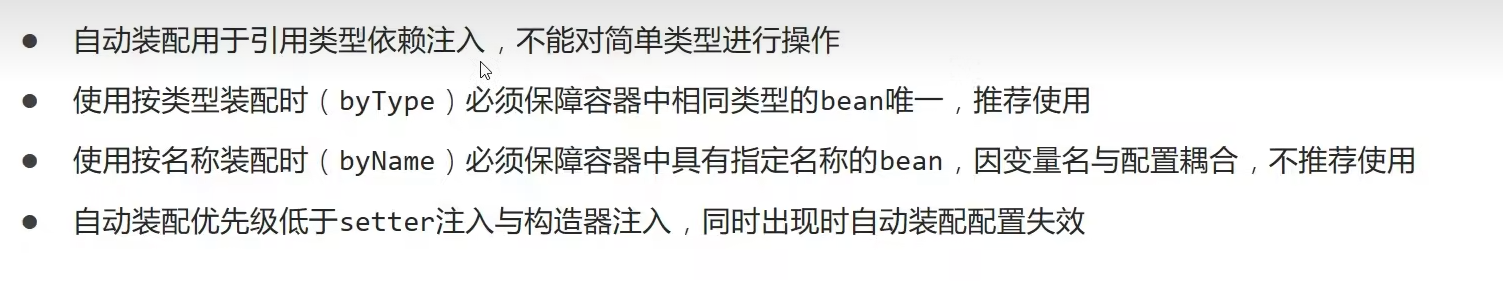 ● 自动装配用于引用类型依赖注入，不能对简单类型进行操作
● 使用按类型装配时（byType）必须保障容器中相同类型的bean唯一，推荐使用
● 使用按名称装配时（byName）必须保障容器中具有指定名称的bean，因变量名与配置耦合，不推荐使用
● 自动装配优先级低于setter注入与构造器注入，同时出现时自动装配配置失效